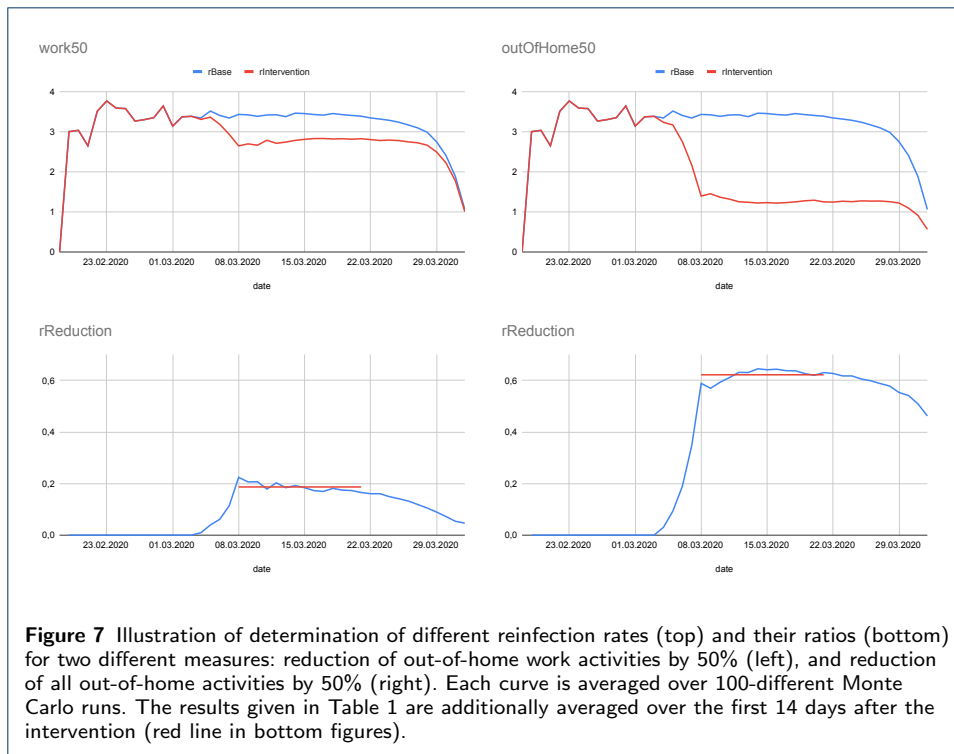 work50
rBase rIntervention
4
3
2
1
0
23.02.2020 01.03.2020 08.03.2020 15.03.2020 22.03.2020 29.03.2020
date
outOfHome50
rBase rIntervention
4
3
2
1
0
23.02.2020 01.03.2020 08.03.2020 15.03.2020 22.03.2020 29.03.2020
date
rReduction
0,6
0,4
0,2
0,0
23.02.2020 01.03.2020 08.03.2020 15.03.2020 22.03.2020 29.03.2020
date
rReduction
0,6
0,4
0,2
0,0
23.02.2020 01.03.2020 08.03.2020 15.03.2020 22.03.2020 29.03.2020
date
Figure 7 Illustration of determination of different reinfection rates (top) and their ratios (bottom)
for two different measures: reduction of out-of-home work activities by 50% (left), and reduction
of all out-of-home activities by 50% (right). Each curve is averaged over 100-different Monte
Carlo runs. The results given in Table 1 are additionally averaged over the first 14 days after the
intervention (red line in bottom figures).